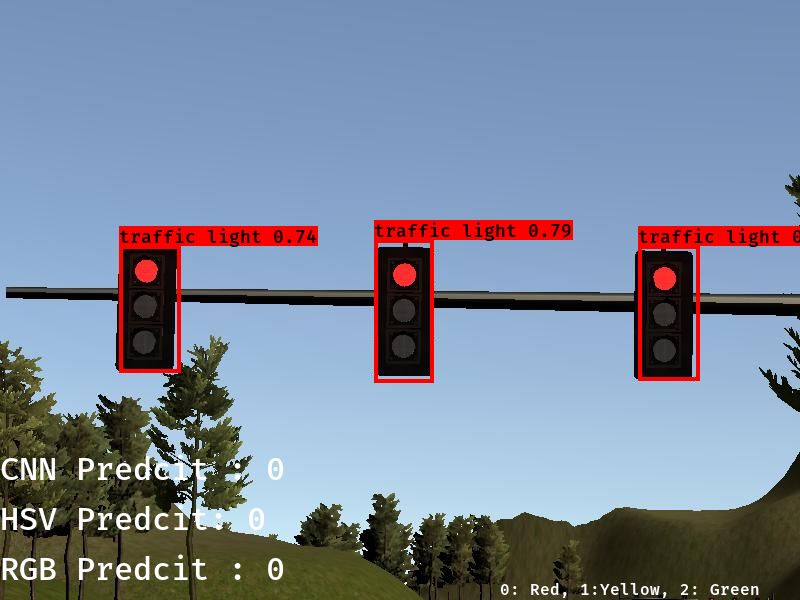 traffic light 0.74
traffic light 0.79
traffic light 0
CNN Predcit : 0
HSV Predcit: 0
RGB Predcit : 0
0: Red, 1:Yellow, 2: Green